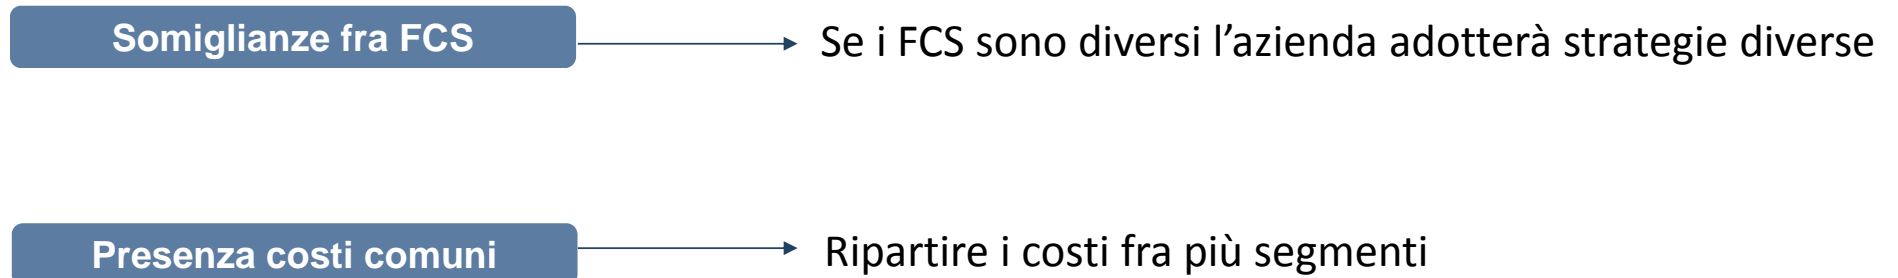 Somiglianze fra FCS
Se i FCS sono diversi l’azienda adotterà strategie diverse
Presenza costi comuni
Ripartire i costi fra più segmenti